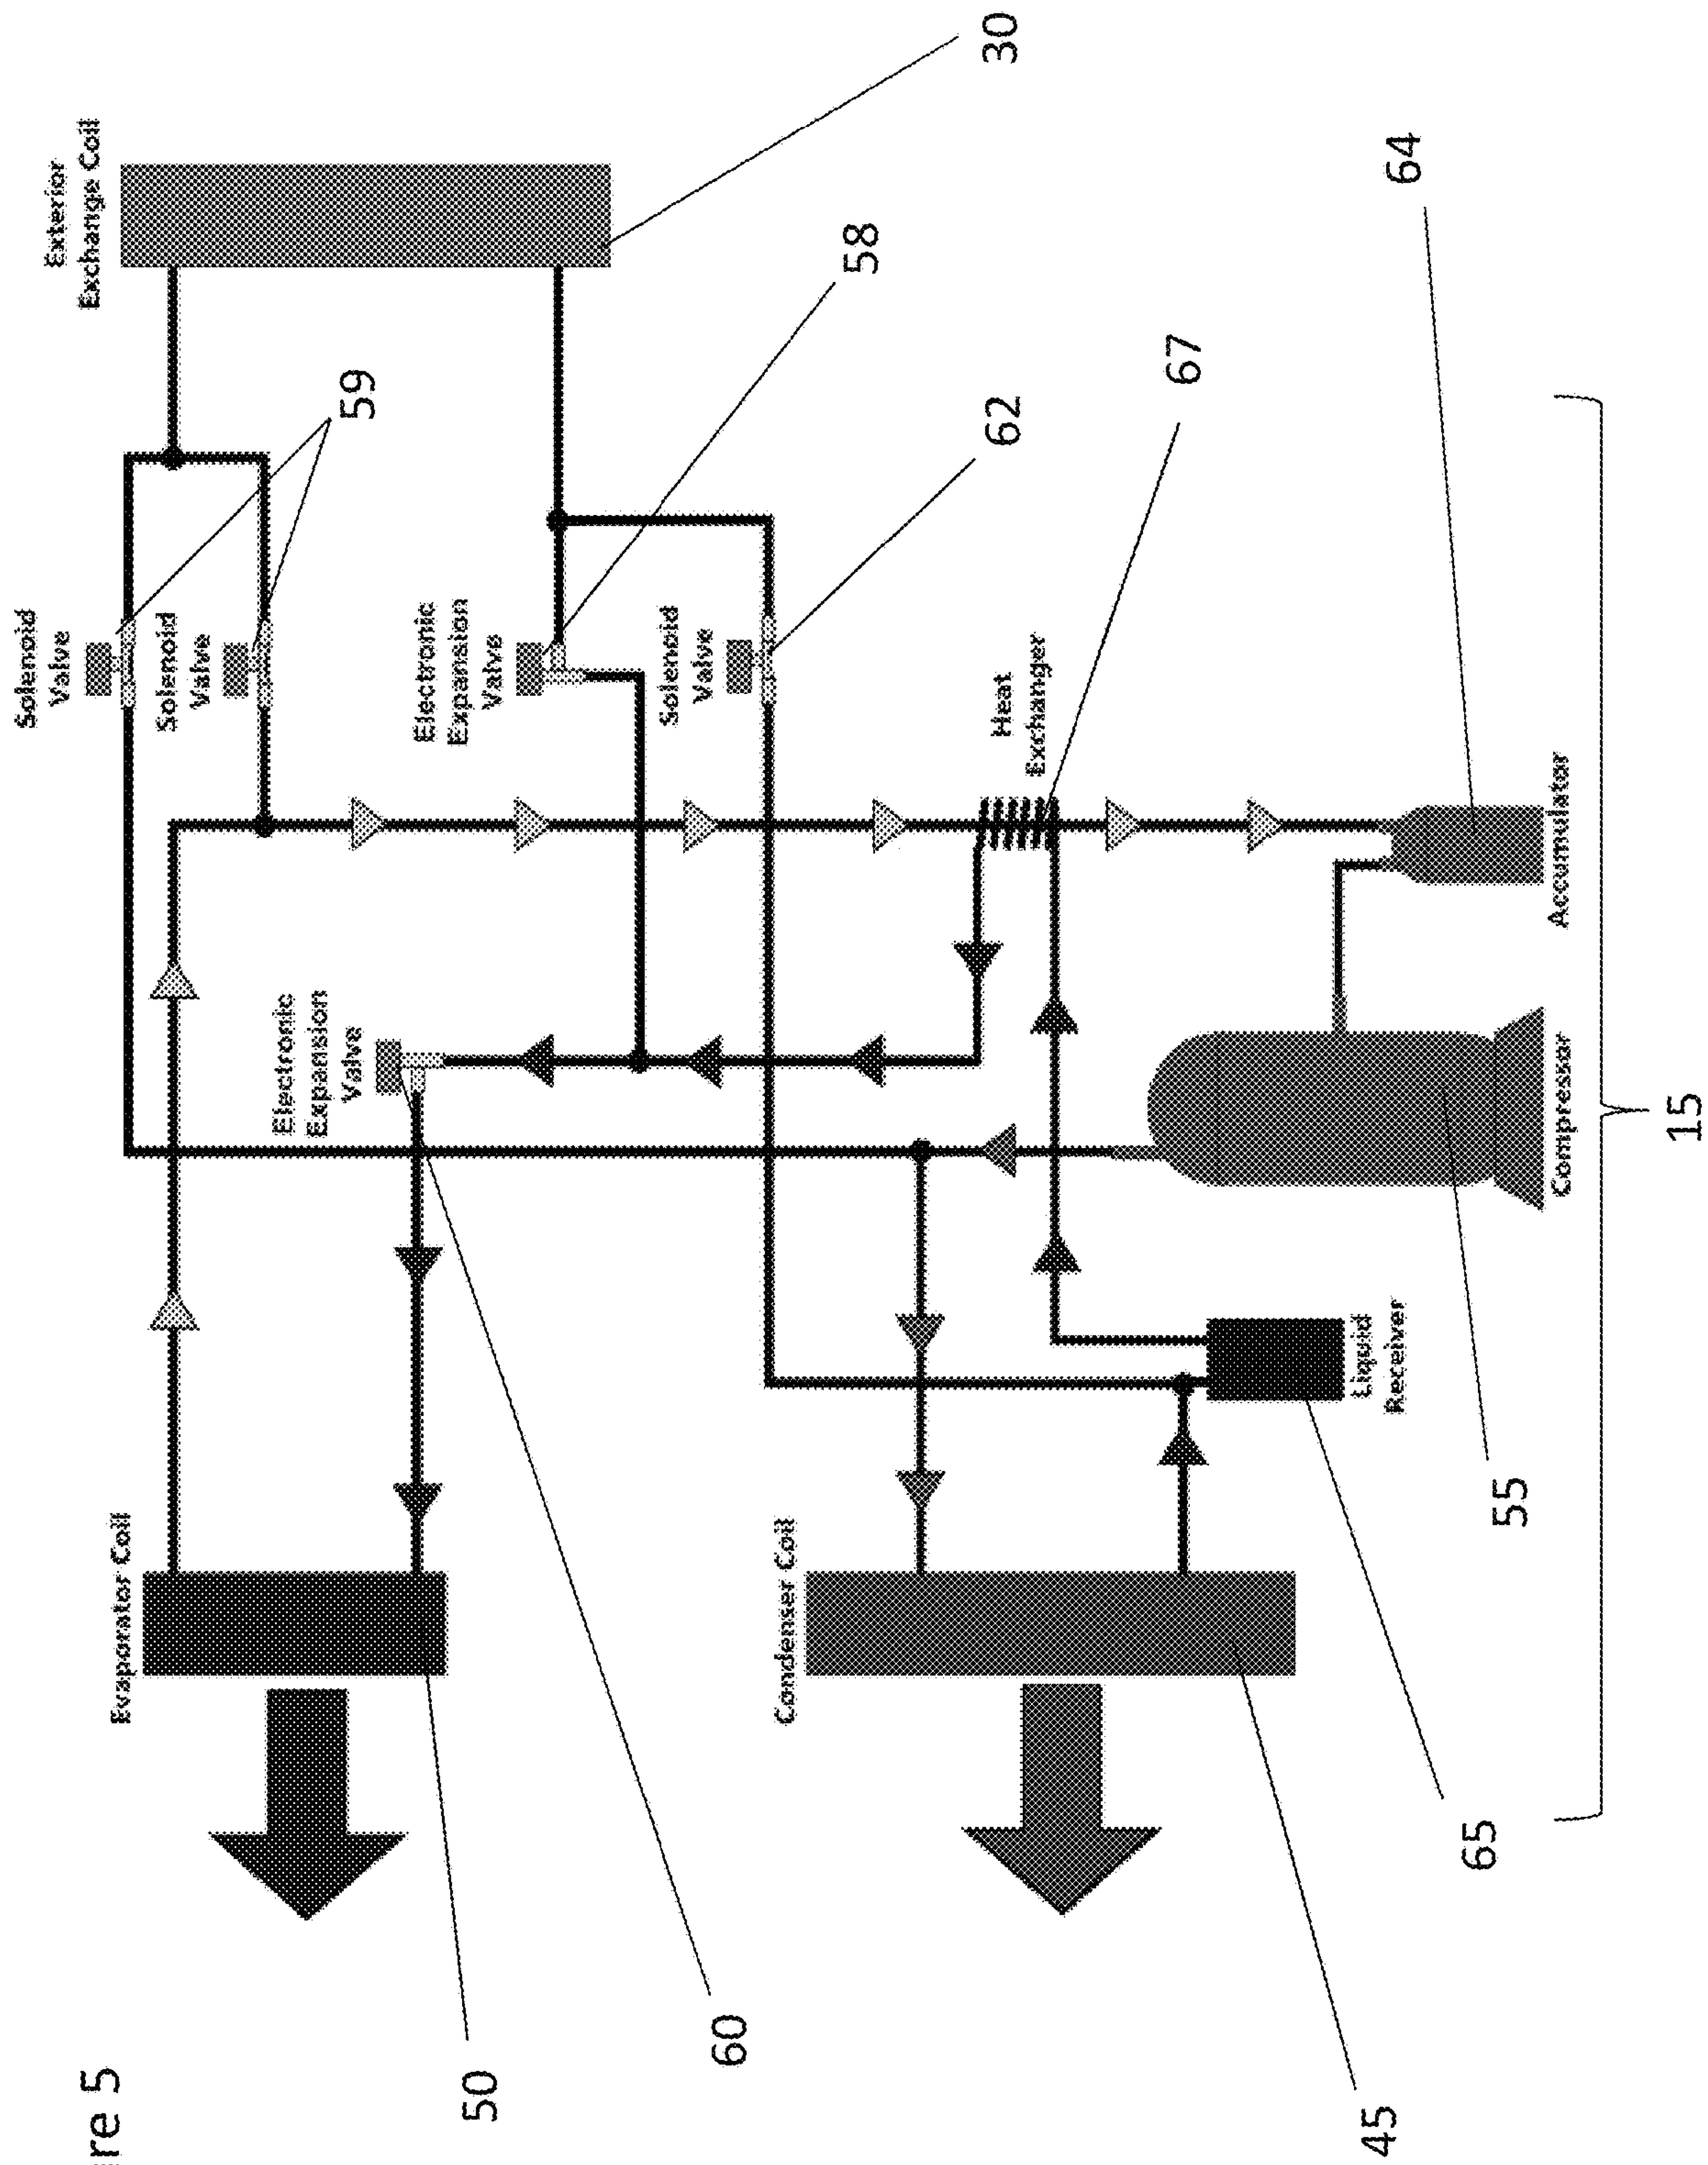 re 5
Evaporator Coil
50
Electronic
Expansion
Valve
60
Solenoid
Valve
Solenoid
Valve
59
Exterior
Exchange Coil
30
Electronic
Expansion
Valve
58
Solenoid
Valve
62
Condenser Coil
45
Heat
Exchanger
67
Liquid
Receiver
65
Compressor
55
Accumulator
64
15